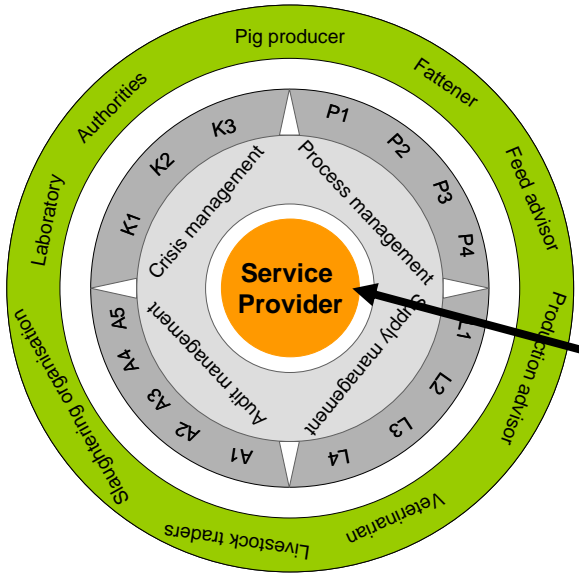 Pig producer
Fattener
Feed advisor
Production advisor
Veterinarian
Livestock traders
Slaughtering organisation
Laboratory
Authorities
P1
P2
P3
P4
L1
L2
L3
L4
A1
A2
A3
A4
A5
K1
K2
K3
Process management
Supply management
Audit management
Crisis management
Service
Provider